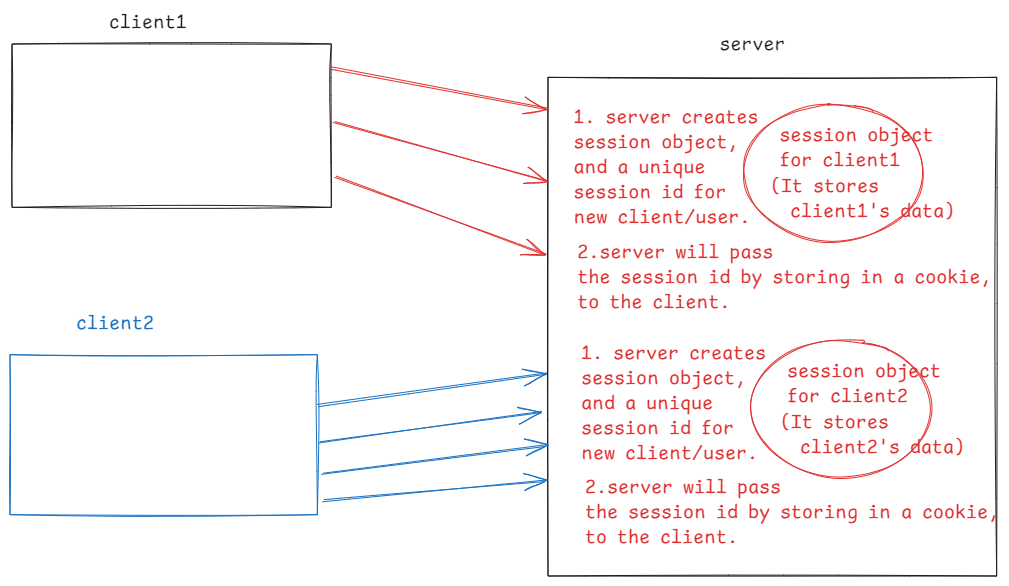 client1
server
1. server creates
session object,
and a unique
session id for
new client/user.
session object
for client1
(It stores
client1's data)
2.server will pass
the session id by storing in a cookie,
to the client.
client2
1. server creates
session object,
and a unique
session id for
new client/user.
session object
for client2
(It stores
client2's data)
2.server will pass
the session id by storing in a cookie,
to the client.